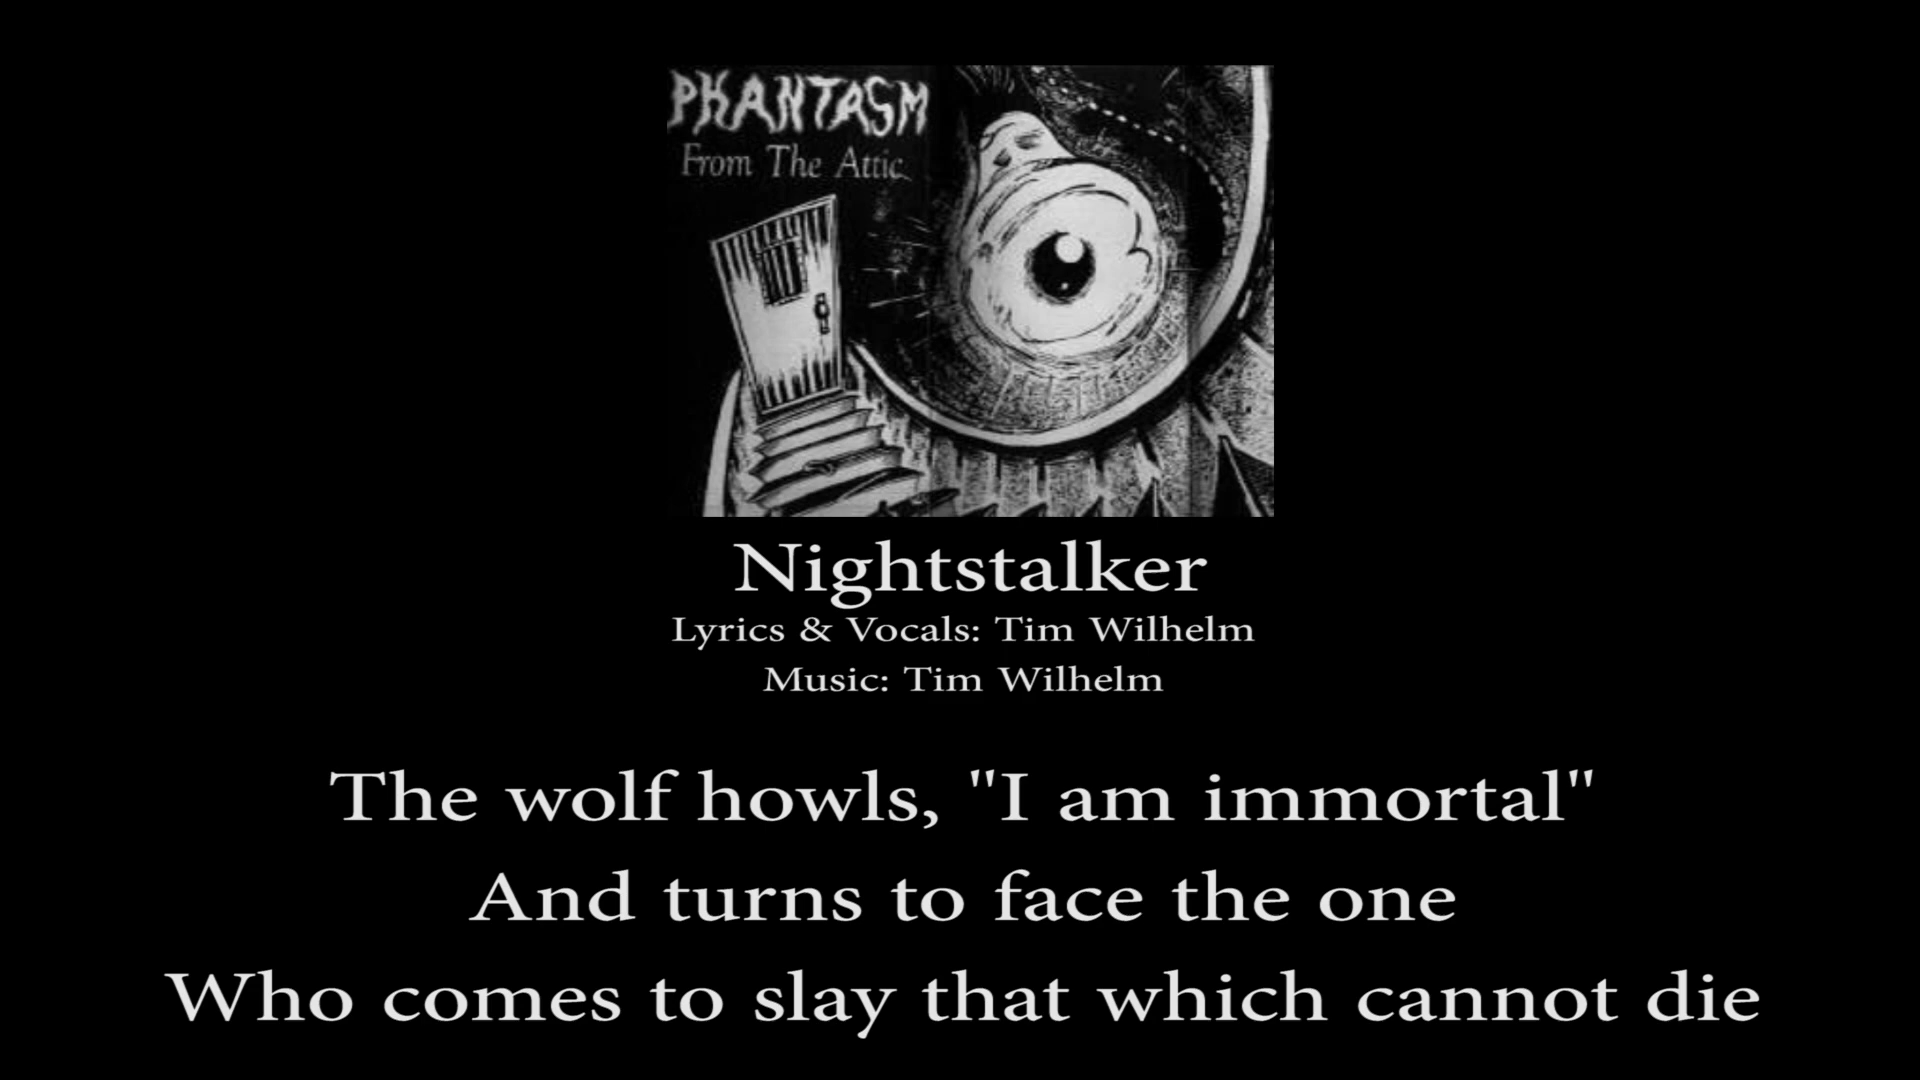 PHANTASM
From The Attic
Nightstalker
Lyrics & Vocals: Tim Wilhelm
Music: Tim Wilhelm
The wolf howls, "I am immortal"
And turns to face the one
Who comes to slay that which cannot die